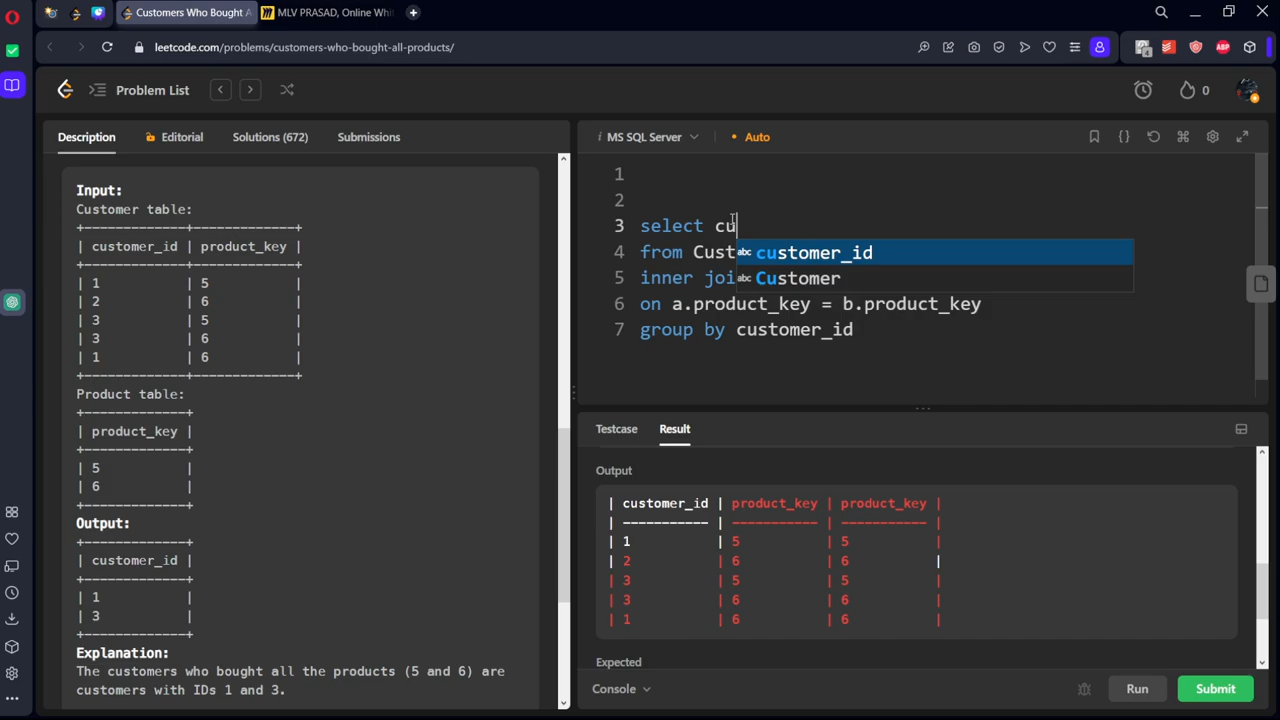 Customers Who Bought A
MLV PRASAD, Online Whi
leetcode.com/problems/customers-who-bought-all-products/
4
ABP
Problem List
0
Description
Editorial
Solutions (672)
Submissions
Input:
Customer table:
+-------------+-------------+
| customer_id | product_key |
+-------------+-------------+
| 1 | 5 |
| 2 | 6 |
| 3 | 5 |
| 3 | 6 |
| 1 | 6 |
+-------------+-------------+
Product table:
+-------------+
| product_key |
+-------------+
| 5 |
| 6 |
+-------------+
Output:
+-------------+
| customer_id |
+-------------+
| 1 |
| 3 |
+-------------+
Explanation:
The customers who bought all the products (5 and 6) are
customers with IDs 1 and 3.
i MS SQL Server
Auto
1
2
3 select cu
4 from Cust
abc customer_id
5 inner joi
abc Customer
6 on a.product_key = b.product_key
7 group by customer_id
Testcase
Result
Output
| customer_id | product_key | product_key |
| ----------- | ----------- | ----------- |
| 1 | 5 | 5 |
| 2 | 6 | 6 |
| 3 | 5 | 5 |
| 3 | 6 | 6 |
| 1 | 6 | 6 |
Expected
Console
Run
Submit